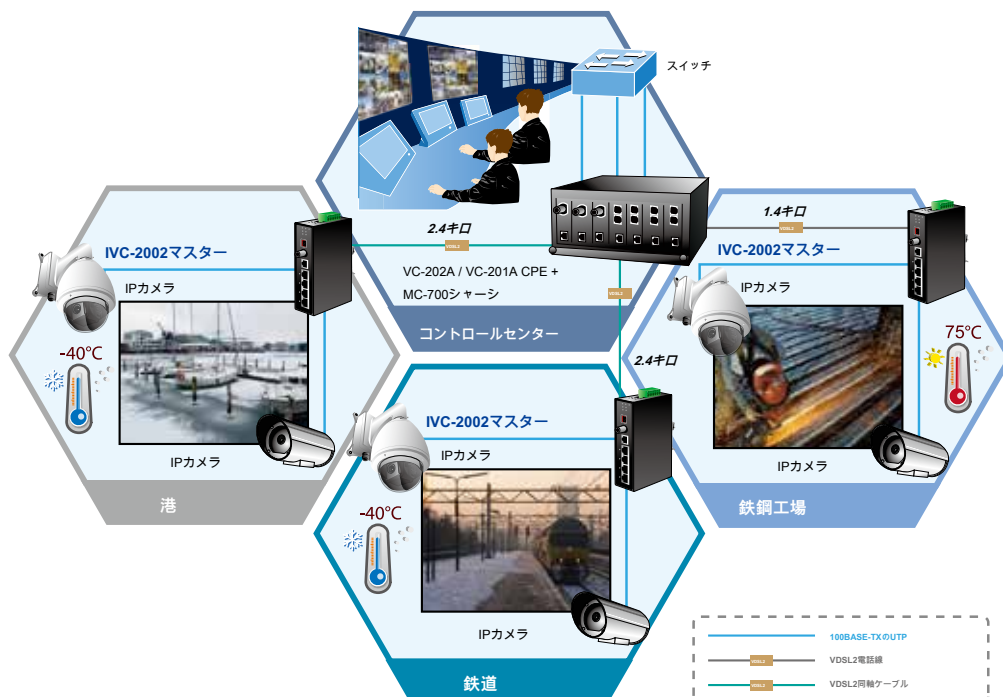 スイッチ
2.4キロ
VDSL2
VC-202A / VC-201A CPE +
MC-700シャーシ
VDSL2
コントロールセンター
1.4キロ
VDSL2
IVC-2002マスター
IPカメラ
-40°C
IPカメラ
港
IVC-2002マスター
IPカメラ
75°C
IPカメラ
鉄鋼工場
2.4キロ
IVC-2002マスター
IPカメラ
-40°C
IPカメラ
鉄道
100BASE-TXのUTP
VDSL2
VDSL2電話線
VDSL2
VDSL2同軸ケーブル